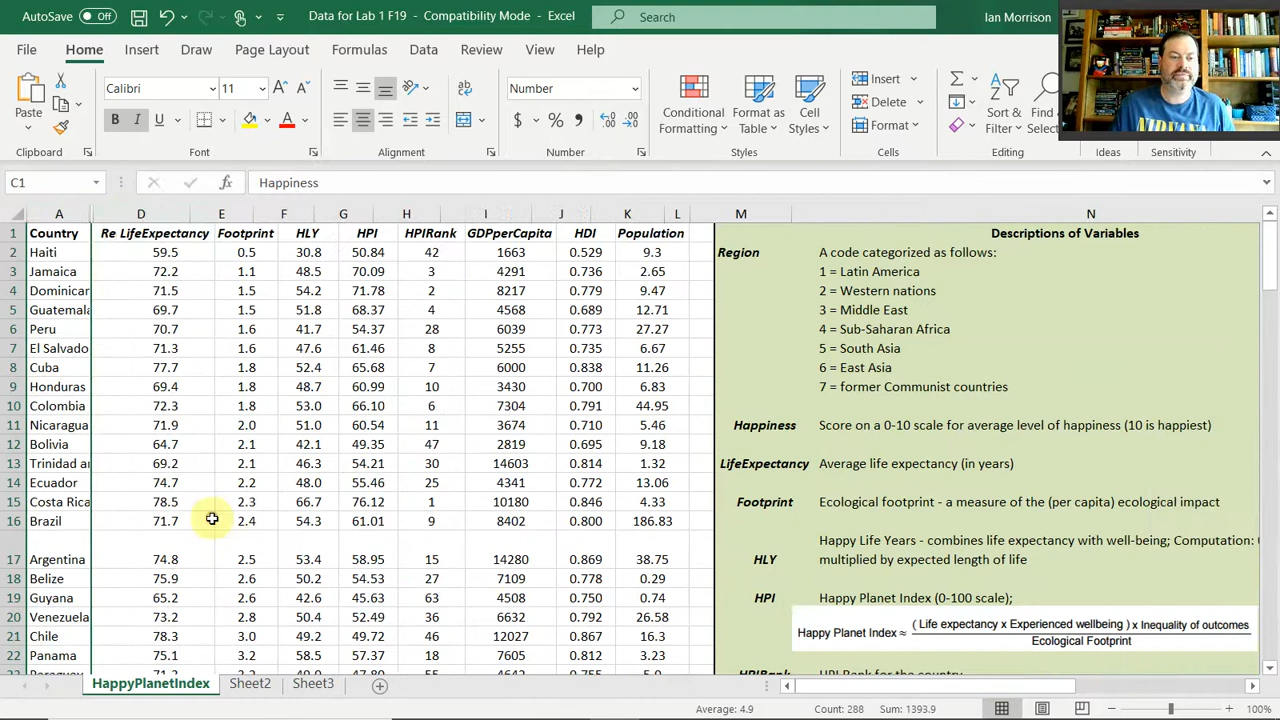 AutoSave Off Data for Lab 1 F19 - Compatibility Mode - Excel Search Ian Morrison
File Home Insert Draw Page Layout Formulas Data Review View Help
Calibri 11 Number Insert
Paste B I U $ % Conditional Formatting Format as Table Cell Styles Delete Format Sort & Filter Find & Selec
Clipboard Font Alignment Number Styles Cells Editing Ideas Sensitivity
C1 fx Happiness
A D E F G H I J K L M N
1 Country Re LifeExpectancy Footprint HLY HPI HPIRank GDPperCapita HDI Population Descriptions of Variables
2 Haiti 59.5 0.5 30.8 50.84 42 1663 0.529 9.3 Region A code categorized as follows:
3 Jamaica 72.2 1.1 48.5 70.09 3 4291 0.736 2.65 1 = Latin America
4 Dominican 71.5 1.5 54.2 71.78 2 8217 0.779 9.47 2 = Western nations
5 Guatemala 69.7 1.5 51.8 68.37 4 4568 0.689 12.71 3 = Middle East
6 Peru 70.7 1.6 41.7 54.37 28 6039 0.773 27.27 4 = Sub-Saharan Africa
7 El Salvado 71.3 1.6 47.6 61.46 8 5255 0.735 6.67 5 = South Asia
8 Cuba 77.7 1.8 52.4 65.68 7 6000 0.838 11.26 6 = East Asia
9 Honduras 69.4 1.8 48.7 60.99 10 3430 0.700 6.83 7 = former Communist countries
10 Colombia 72.3 1.8 53.0 66.10 6 7304 0.791 44.95
11 Nicaragua 71.9 2.0 51.0 60.54 11 3674 0.710 5.46 Happiness Score on a 0-10 scale for average level of happiness (10 is happiest)
12 Bolivia 64.7 2.1 42.1 49.35 47 2819 0.695 9.18
13 Trinidad an 69.2 2.1 46.3 54.21 30 14603 0.814 1.32 LifeExpectancy Average life expectancy (in years)
14 Ecuador 74.7 2.2 48.0 55.46 25 4341 0.772 13.06
15 Costa Rica 78.5 2.3 66.7 76.12 1 10180 0.846 4.33 Footprint Ecological footprint - a measure of the (per capita) ecological impact
16 Brazil 71.7 2.4 54.3 61.01 9 8402 0.800 186.83
Happy Life Years - combines life expectancy with well-being; Computation:
17 Argentina 74.8 2.5 53.4 58.95 15 14280 0.869 38.75 HLY multiplied by expected length of life
18 Belize 75.9 2.6 50.2 54.53 27 7109 0.778 0.29
19 Guyana 65.2 2.6 42.6 45.63 63 4508 0.750 0.74 HPI Happy Planet Index (0-100 scale);
20 Venezuela 73.2 2.8 50.4 52.49 36 6632 0.792 26.58 Happy Planet Index ≈ ( Life expectancy x Experienced wellbeing ) x Inequality of outcomes
21 Chile 78.3 3.0 49.2 49.72 46 12027 0.867 16.3 Ecological Footprint
22 Panama 75.1 3.2 58.5 57.37 18 7605 0.812 3.23
HPIRank HPI Rank for the country
HappyPlanetIndex Sheet2 Sheet3
Average: 4.9 Count: 288 Sum: 1393.9 100%